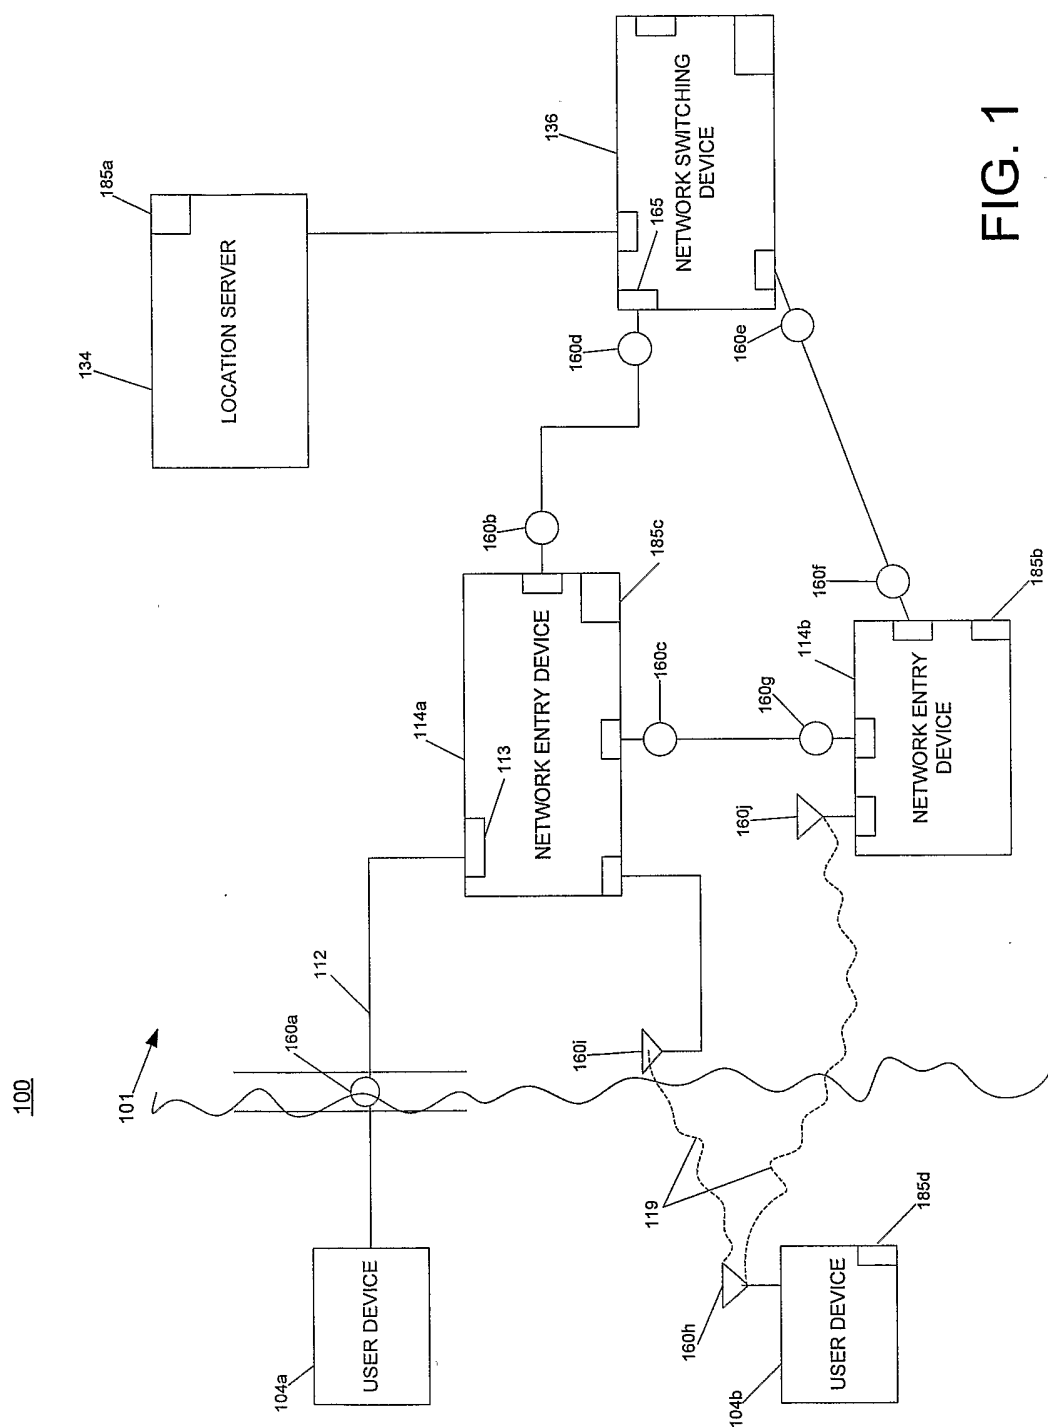 100
101
104a
USER DEVICE
160a
112
104b
USER DEVICE
185d
160h
119
160i
113
114a
NETWORK ENTRY DEVICE
185c
160b
160c
160g
160j
114b
NETWORK ENTRY
DEVICE
185b
160f
160d
160e
134
LOCATION SERVER
185a
136
165
NETWORK SWITCHING
DEVICE
FIG. 1